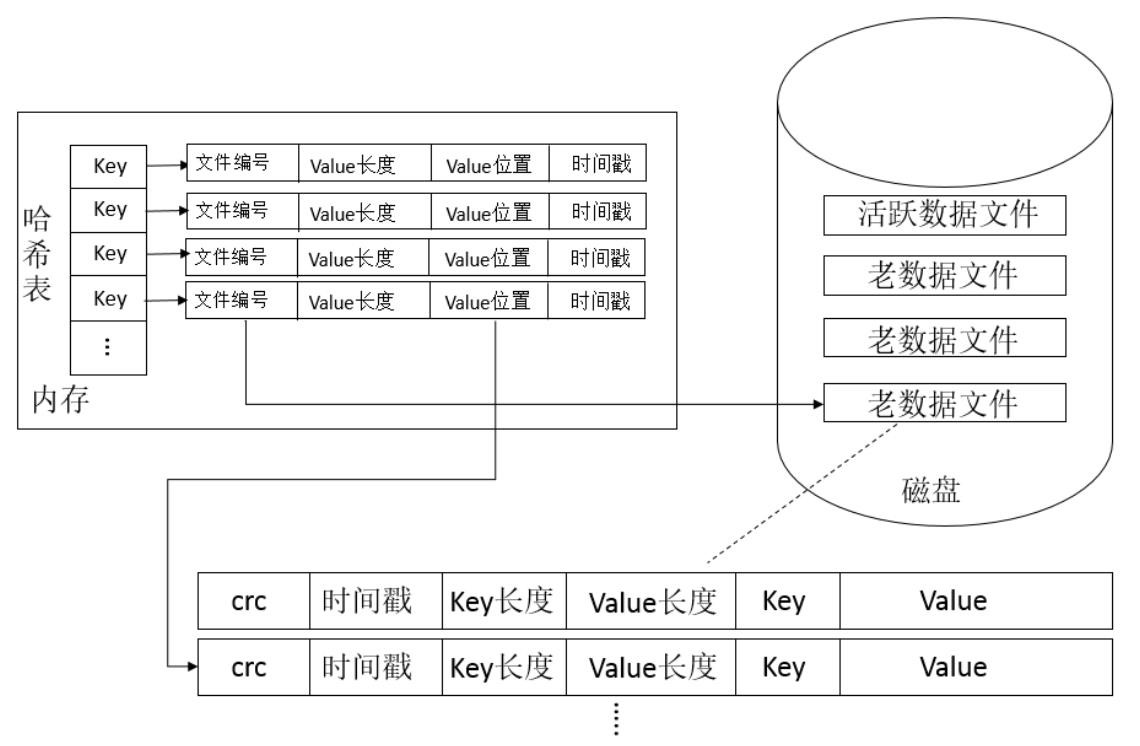 哈希表
内存
Key 文件编号 Value长度 Value位置 时间戳
Key 文件编号 Value长度 Value位置 时间戳
Key 文件编号 Value长度 Value位置 时间戳
Key 文件编号 Value长度 Value位置 时间戳
⋮
活跃数据文件
老数据文件
老数据文件
老数据文件
磁盘
crc 时间戳 Key长度 Value长度 Key Value
crc 时间戳 Key长度 Value长度 Key Value
⋮